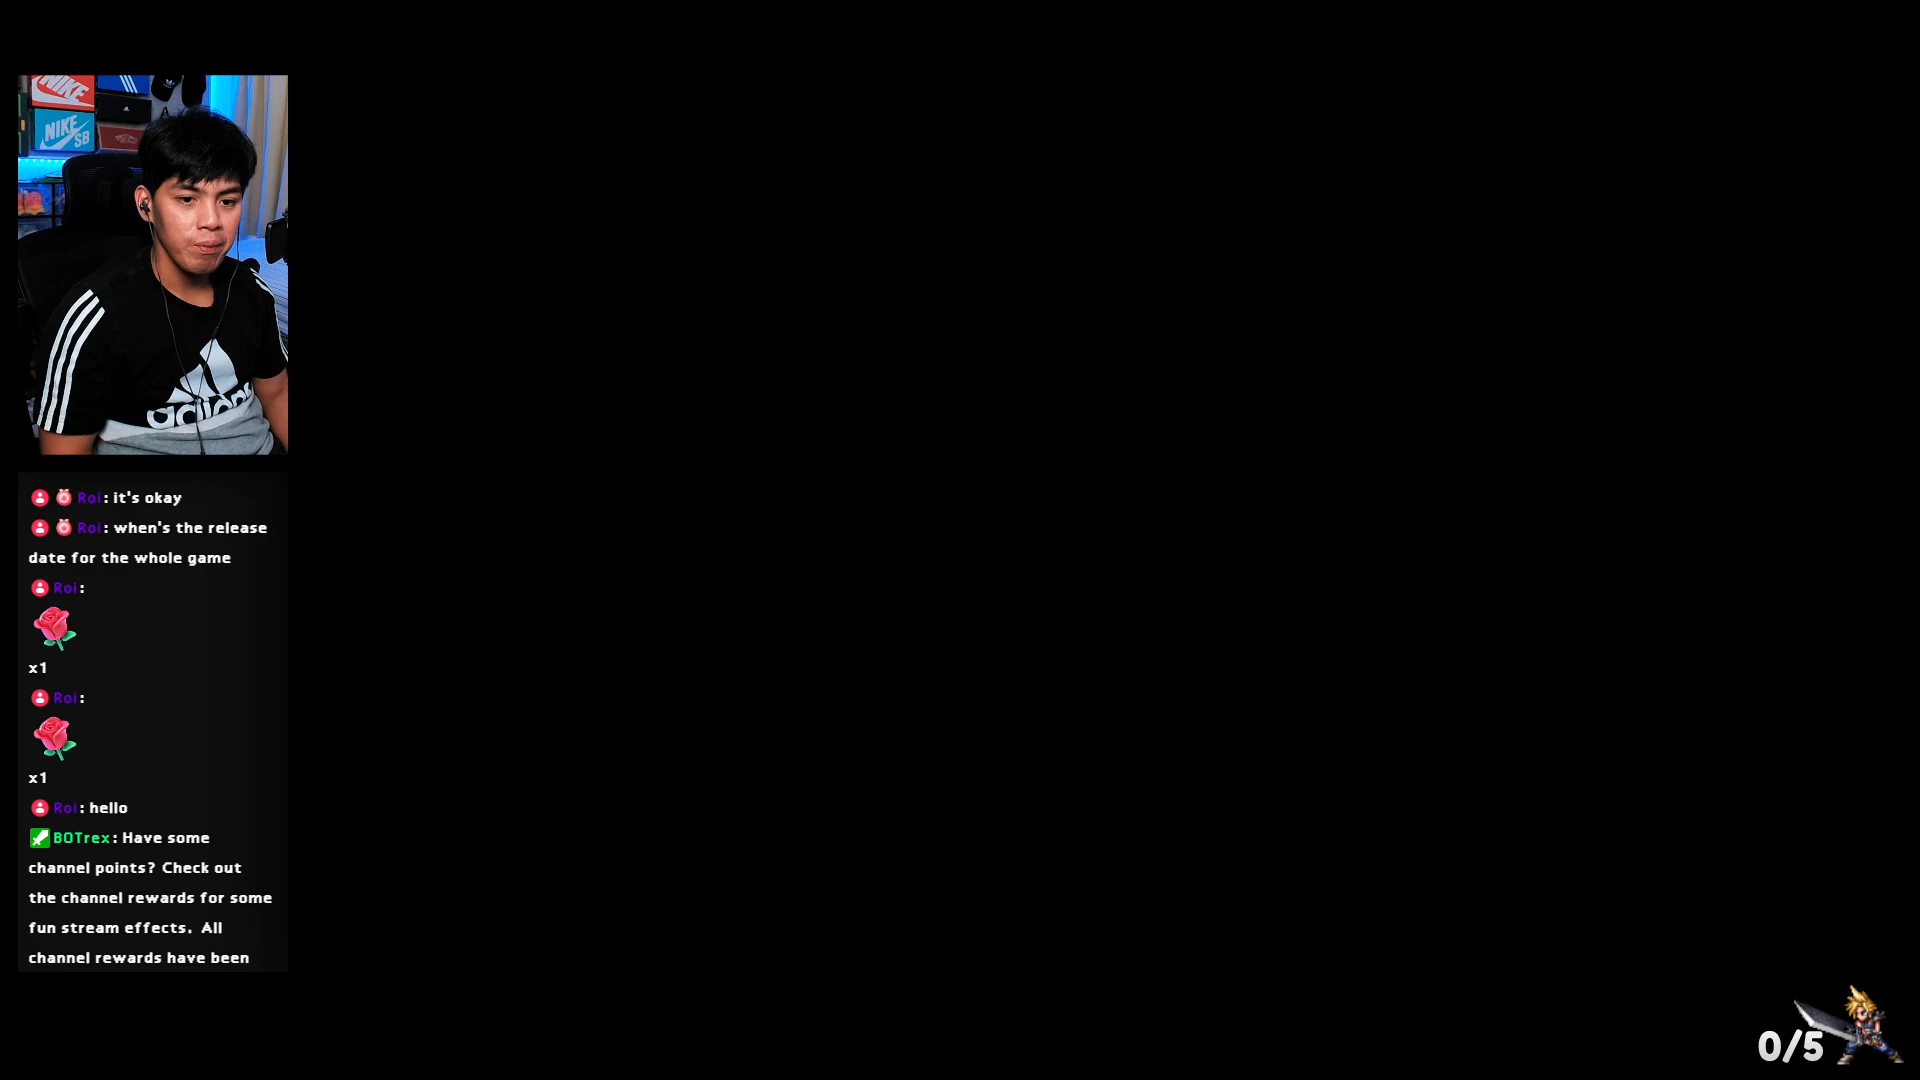 NIKE
NIKE
SB
adidas
Roi: it's okay
Roi: when's the release
date for the whole game
Roi:
x1
Roi:
x1
Roi: hello
BOTrex: Have some
channel points? Check out
the channel rewards for some
fun stream effects. All
channel rewards have been
0/5